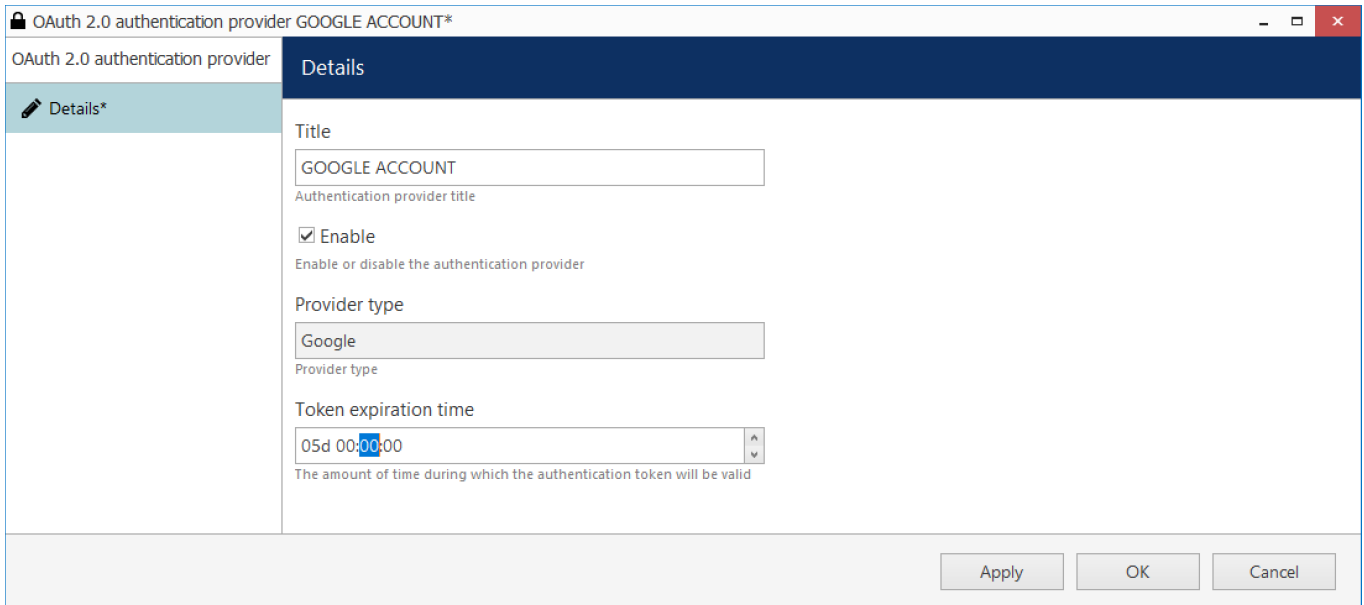 OAuth 2.0 authentication provider GOOGLE ACCOUNT*
OAuth 2.0 authentication provider
Details*
Details
Title
GOOGLE ACCOUNT
Authentication provider title
Enable
Enable or disable the authentication provider
Provider type
Google
Provider type
Token expiration time
05d 00:00:00
The amount of time during which the authentication token will be valid
Apply
OK
Cancel